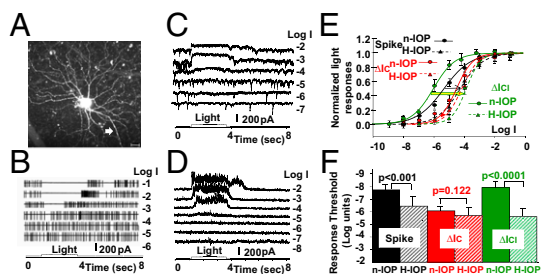 A
B
Log I
-1
-2
-3
-4
-5
-6
Light
200pA
0
4
Time (sec)
8
C
Log I
-2
-3
-4
-5
-6
-7
Light
200pA
0
4
Time (sec)
8
D
-2
-3
-4
-5
-6
-7
-8
Light
200pA
0
4
Time (sec)
8
E
Normalized light
responses
1.2
1.0
0.8
0.6
0.4
0.2
0.0
Spike
n-IOP
H-IOP
ΔIC
n-IOP
H-IOP
ΔICl
n-IOP
H-IOP
Log I
-10 -8 -6 -4 -2 0
F
Response Threshold
(Log units)
-9
-8
-7
-6
-5
-4
-3
-2
p<0.001
p=0.122
p<0.0001
Spike
ΔIC
ΔICl
n-IOP H-IOP n-IOP H-IOP n-IOP H-IOP